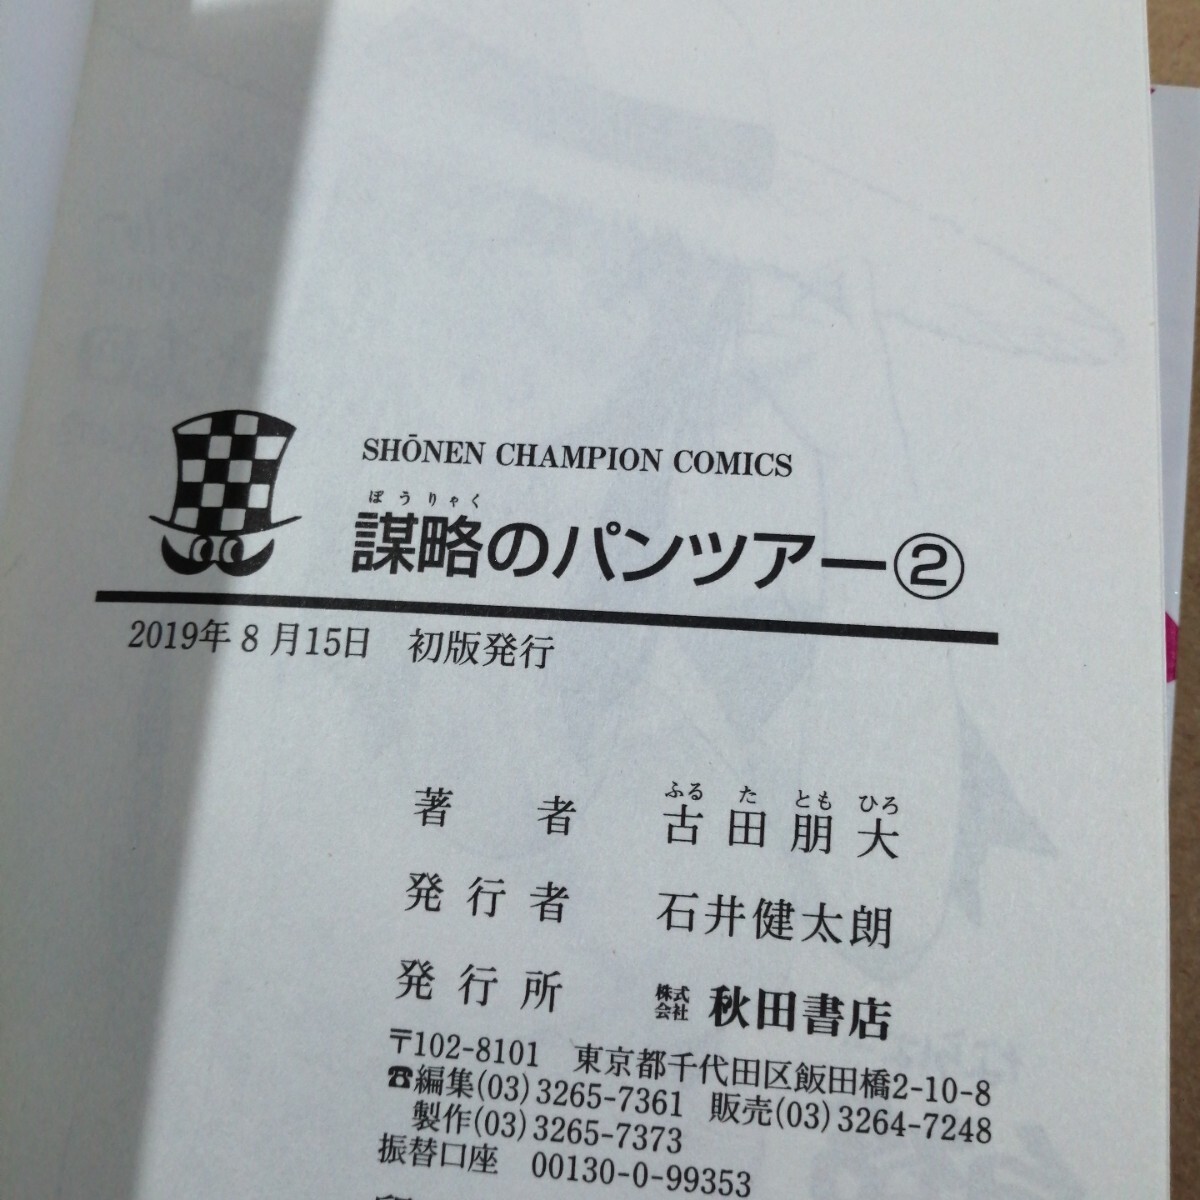 SHŌNEN CHAMPION COMICS
ぼうりゃく
謀略のパンツァー②
2019年8月15日 初版発行
ふる た とも ひろ
著者 古田朋大
発行者 石井健太朗
発行所 株式会社 秋田書店
〒102-8101 東京都千代田区飯田橋2-10-8
☎編集(03)3265-7361 販売(03)3264-7248
製作(03)3265-7373
振替口座 00130-0-99353